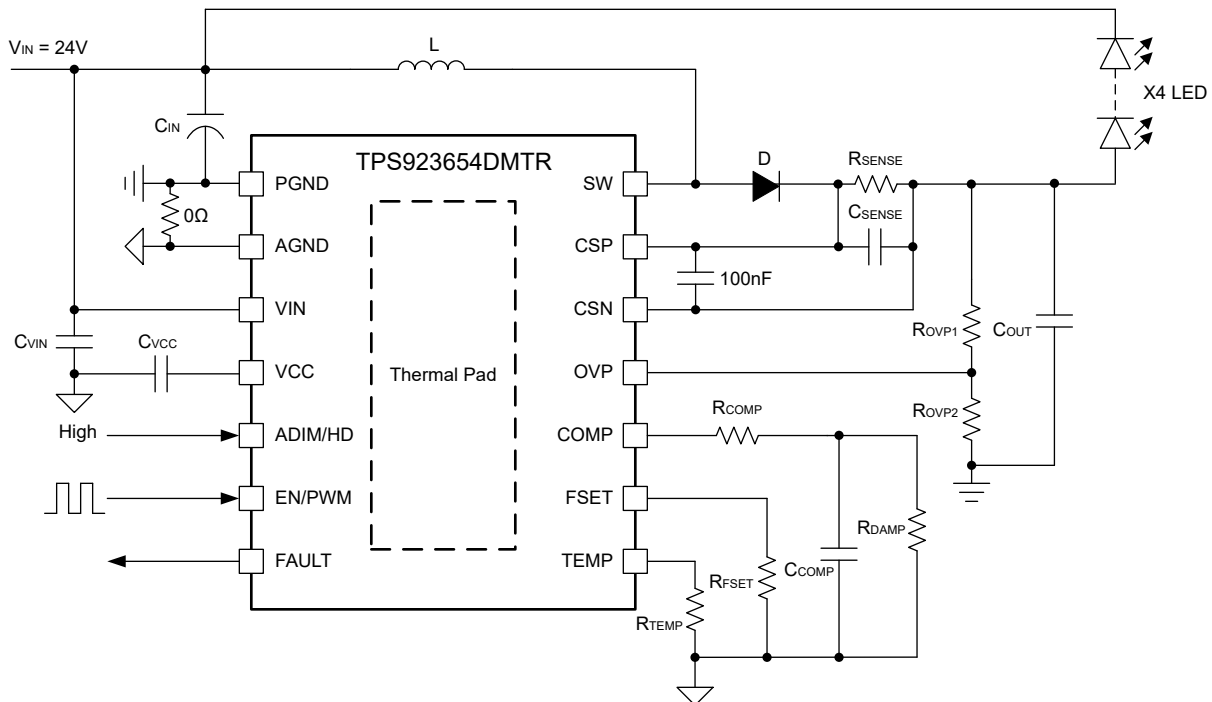 VIN = 24V
L
X4 LED
CIN
TPS923654DMTR
D
RSENSE
PGND
SW
0Ω
CSENSE
AGND
CSP
100nF
VIN
CSN
ROVP1
COUT
CVIN
CVCC
VCC
Thermal Pad
OVP
ROVP2
RCOMP
High
ADIM/HD
COMP
EN/PWM
FSET
RDAMP
FAULT
TEMP
RFSET
CCOMP
RTEMP